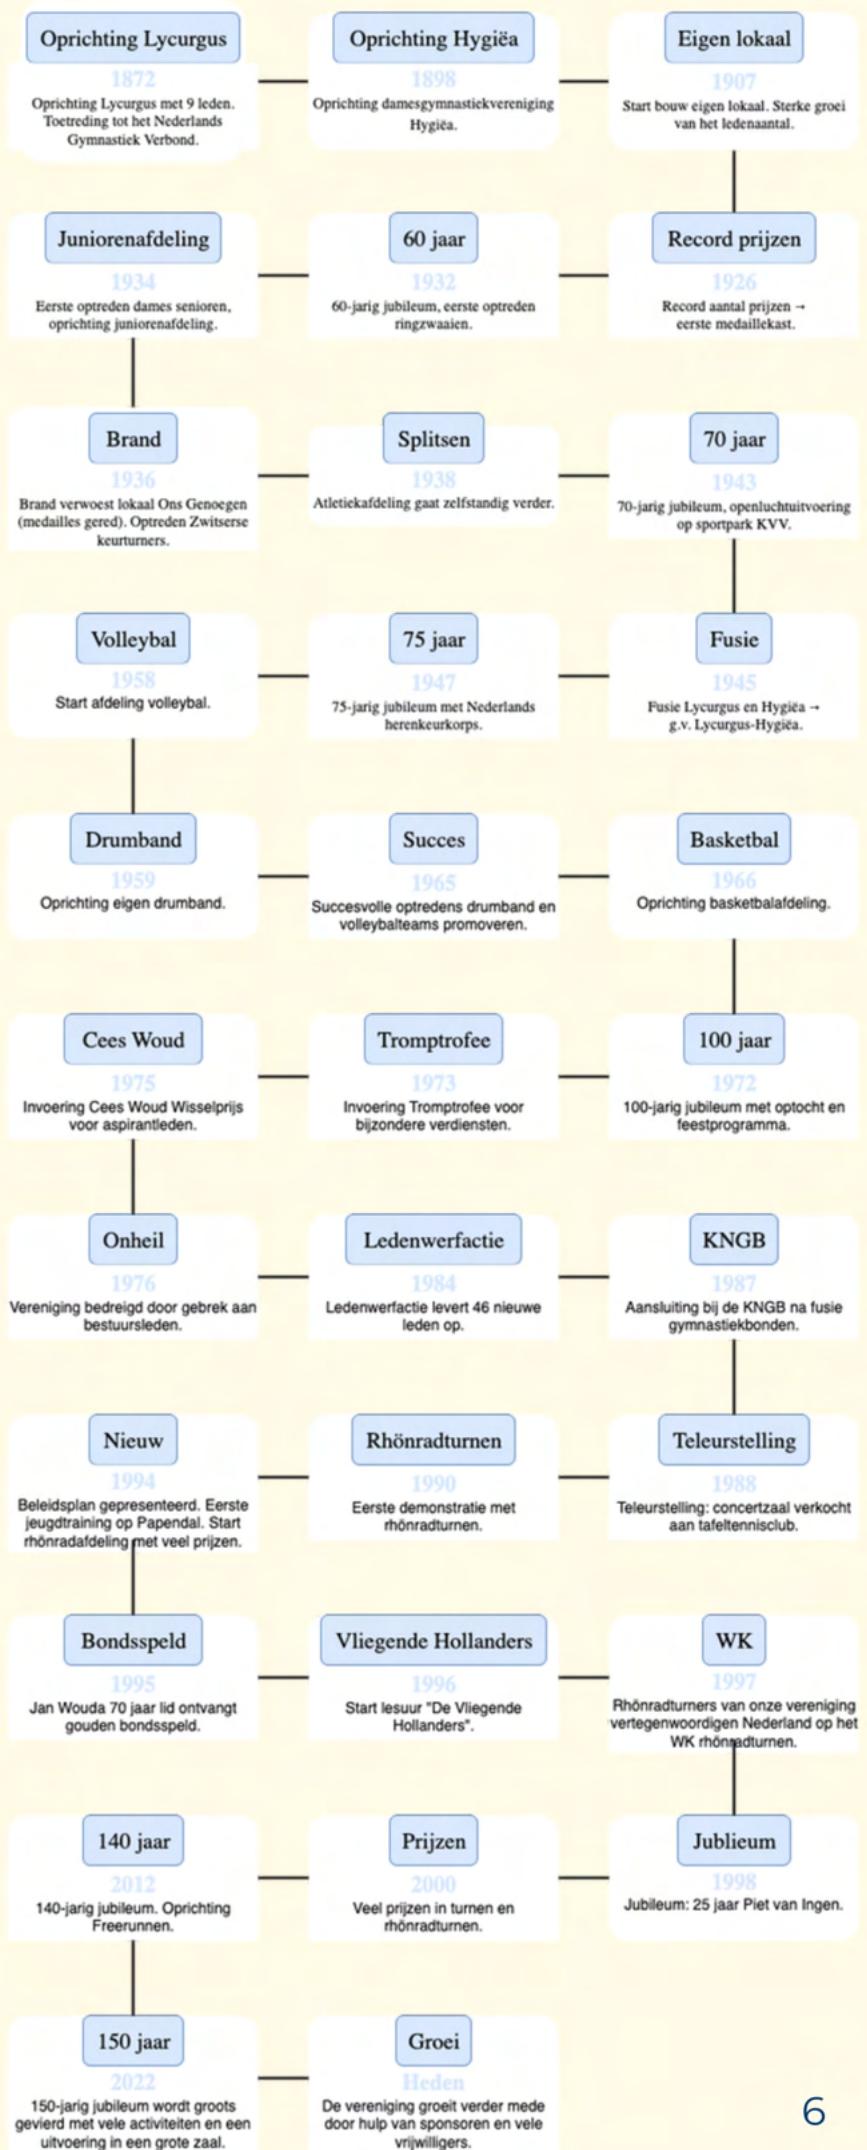 Oprichting Lycurgus
1872
Oprichting Lycurgus met 9 leden.
Toetreding tot het Nederlands
Gymnastiek Verbond.
Oprichting Hygiëa
1898
Oprichting damesgymnastiekvereniging
Hygiëa.
Eigen lokaal
1907
Start bouw eigen lokaal. Sterke groei
van het ledenaantal.
Record prijzen
1926
Record aantal prijzen →
eerste medaillekast.
60 jaar
1932
60-jarig jubileum, eerste optreden
ringzwaaien.
Juniorenafdeling
1934
Eerste optreden dames senioren,
oprichting juniorenafdeling.
Brand
1936
Brand verwoest lokaal Ons Genoegen
(medailles gered). Optreden Zwitserse
keurturners.
Splitsen
1938
Atletiekafdeling gaat zelfstandig verder.
70 jaar
1943
70-jarig jubileum, openluchtuitvoering
op sportpark KVV.
Fusie
1945
Fusie Lycurgus en Hygiëa →
g.v. Lycurgus-Hygiëa.
75 jaar
1947
75-jarig jubileum met Nederlands
herenkeurkorps.
Volleybal
1958
Start afdeling volleybal.
Drumband
1959
Oprichting eigen drumband.
Succes
1965
Succesvolle optredens drumband en
volleybalteams promoveren.
Basketbal
1966
Oprichting basketbalafdeling.
100 jaar
1972
100-jarig jubileum met optocht en
feestprogramma.
Tromptrofee
1973
Invoering Tromptrofee voor
bijzondere verdiensten.
Cees Woud
1975
Invoering Cees Woud Wisselprijs
voor aspirantleden.
Onheil
1976
Vereniging bedreigd door gebrek aan
bestuursleden.
Ledenwerfactie
1984
Ledenwerfactie levert 46 nieuwe
leden op.
KNGB
1987
Aansluiting bij de KNGB na fusie
gymnastiekbonden.
Teleurstelling
1988
Teleurstelling: concertzaal verkocht
aan tafeltennisclub.
Rhönradturnen
1990
Eerste demonstratie met
rhönradturnen.
Nieuw
1994
Beleidsplan gepresenteerd. Eerste
jeugdtraining op Papendal. Start
rhönradafdeling met veel prijzen.
Bondsspeld
1995
Jan Wouda 70 jaar lid ontvangt
gouden bondsspeld.
Vliegende Hollanders
1996
Start lesuur "De Vliegende
Hollanders".
WK
1997
Rhönradturners van onze vereniging
vertegenwoordigen Nederland op het
WK rhönradturnen.
Jublieum
1998
Jubileum: 25 jaar Piet van Ingen.
Prijzen
2000
Veel prijzen in turnen en
rhönradturnen.
140 jaar
2012
140-jarig jubileum. Oprichting
Freerunnen.
150 jaar
2022
150-jarig jubileum wordt groots
gevierd met vele activiteiten en een
uitvoering in een grote zaal.
Groei
Heden
De vereniging groeit verder mede
door hulp van sponsoren en vele
vrijwilligers.
6